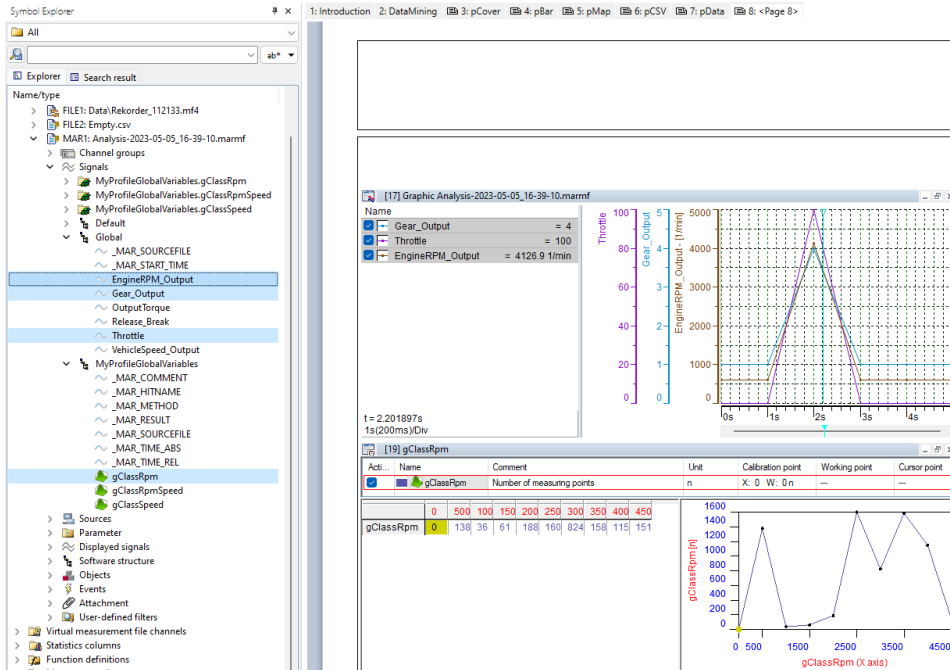 Symbol Explorer
1: Introduction 2: DataMining 3: pCover 4: pBar 5: pMap 6: pCSV 7: pData 8: <Page 8>
All
ab*
Explorer Search result
Name/type
FILE1: Data\Rekorder_112133.mf4
FILE2: Empty.csv
MAR1: Analysis-2023-05-05_16-39-10.marmf
Channel groups
Signals
MyProfileGlobalVariables.gClassRpm
MyProfileGlobalVariables.gClassRpmSpeed
MyProfileGlobalVariables.gClassSpeed
Default
Global
_MAR_SOURCEFILE
_MAR_START_TIME
EngineRPM_Output
Gear_Output
OutputTorque
Release_Break
Throttle
VehicleSpeed_Output
MyProfileGlobalVariables
_MAR_COMMENT
_MAR_HITNAME
_MAR_METHOD
_MAR_RESULT
_MAR_SOURCEFILE
_MAR_TIME_ABS
_MAR_TIME_REL
gClassRpm
gClassRpmSpeed
gClassSpeed
Sources
Parameter
Displayed signals
Software structure
Objects
Events
Attachment
User-defined filters
Virtual measurement file channels
Statistics columns
Function definitions
[17] Graphic Analysis-2023-05-05_16-39-10.marmf
Name
Gear_Output = 4
Throttle = 100
EngineRPM_Output = 4126.9 1/min
t = 2.201897s
1s(200ms)/Div
Throttle
100
80
60
40
20
0
Gear_Output
5
4
3
2
1
0
EngineRPM_Output - [1/min]
5000
4000
3000
2000
1000
0
0s 1s 2s 3s 4s
[19] gClassRpm
Acti... Name Comment Unit Calibration point Working point Cursor point
gClassRpm Number of measuring points n X: 0 W: 0 n --- ---
0 500 100 150 200 250 300 350 400 450
gClassRpm 0 138 36 61 188 160 824 158 115 151
gClassRpm [n]
1600
1400
1200
1000
800
600
400
200
0
0 500 1500 2500 3500 4500
gClassRpm (X axis)